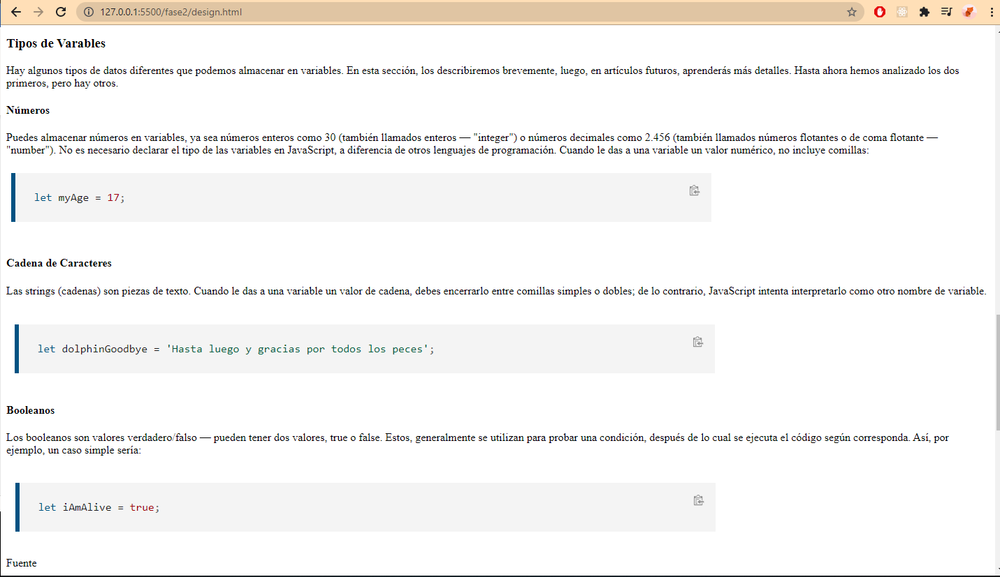 127.0.0.1:5500/fase2/design.html
Tipos de Varables
Hay algunos tipos de datos diferentes que podemos almacenar en variables. En esta sección, los describiremos brevemente, luego, en artículos futuros, aprenderás más detalles. Hasta ahora hemos analizado los dos
primeros, pero hay otros.
Números
Puedes almacenar números en variables, ya sea números enteros como 30 (también llamados enteros — "integer") o números decimales como 2.456 (también llamados números flotantes o de coma flotante —
"number"). No es necesario declarar el tipo de las variables en JavaScript, a diferencia de otros lenguajes de programación. Cuando le das a una variable un valor numérico, no incluye comillas:
let myAge = 17;
Cadena de Caracteres
Las strings (cadenas) son piezas de texto. Cuando le das a una variable un valor de cadena, debes encerrarlo entre comillas simples o dobles; de lo contrario, JavaScript intenta interpretarlo como otro nombre de variable.
let dolphinGoodbye = 'Hasta luego y gracias por todos los peces';
Booleanos
Los booleanos son valores verdadero/falso — pueden tener dos valores, true o false. Estos, generalmente se utilizan para probar una condición, después de lo cual se ejecuta el código según corresponda. Así, por
ejemplo, un caso simple sería:
let iAmAlive = true;
Fuente